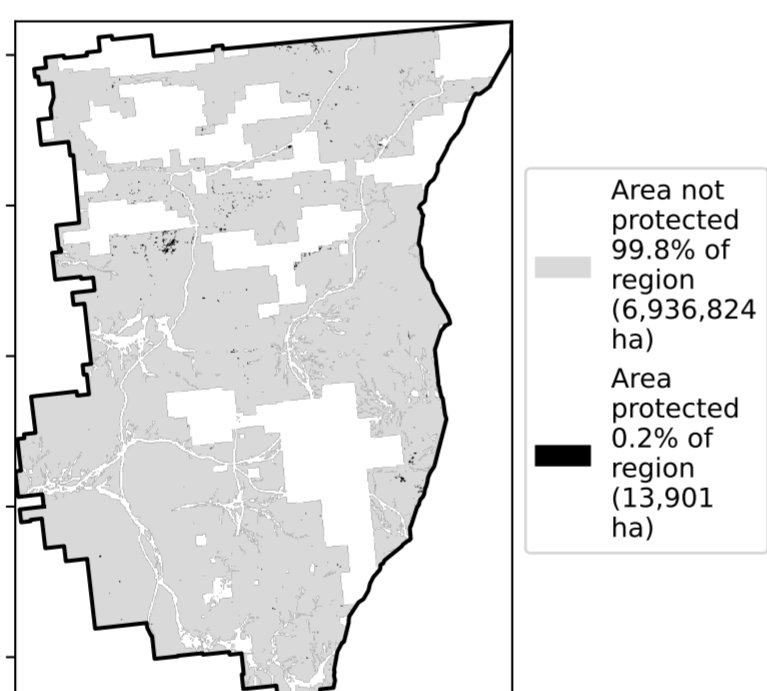 Area not
protected
99.8% of
region
(6,936,824
ha)
Area
protected
0.2% of
region
(13,901
ha)